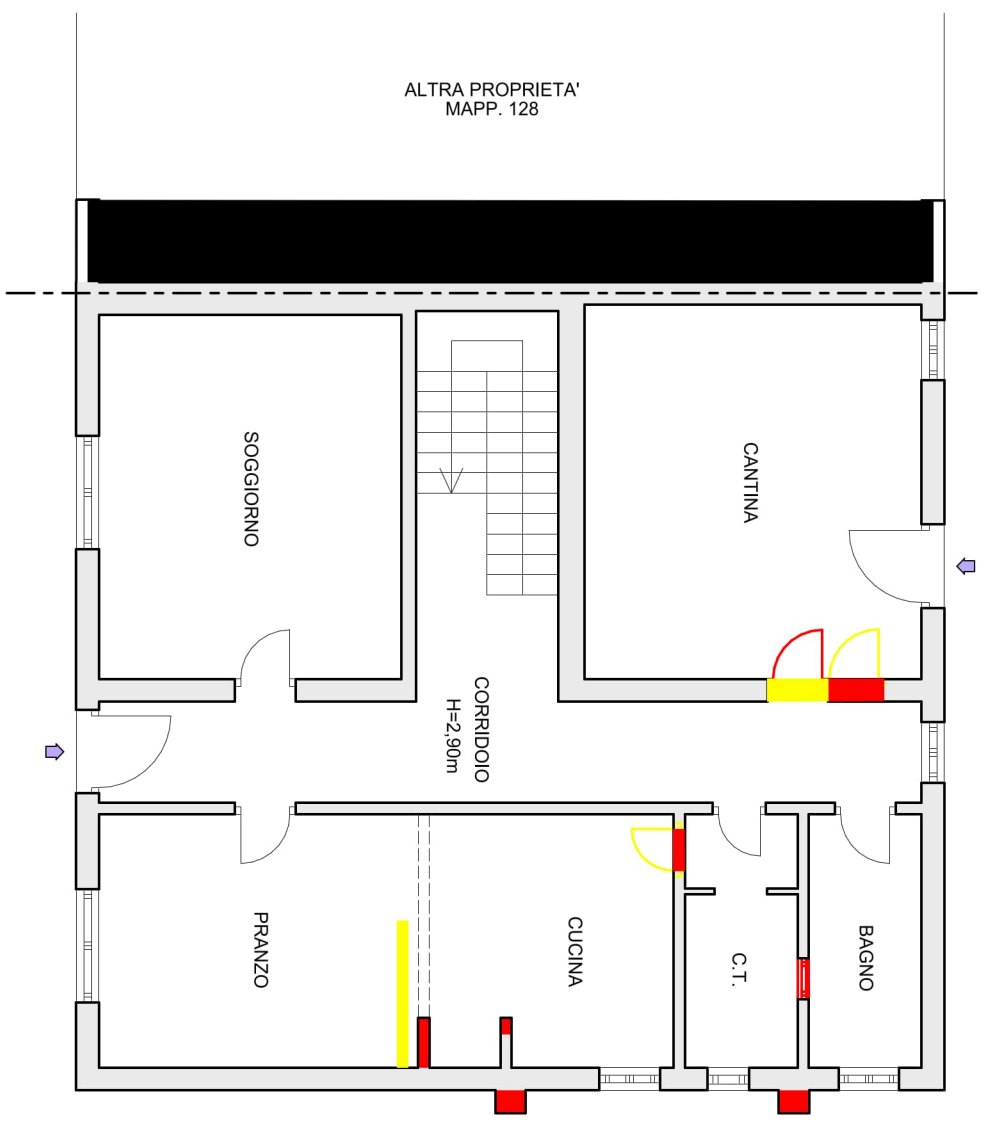 ALTRA PROPRIETA'
MAPP. 128
SOGGIORNO
CANTINA
CORRIDOIO
H=2,90m
PRANZO
CUCINA
C.T.
BAGNO